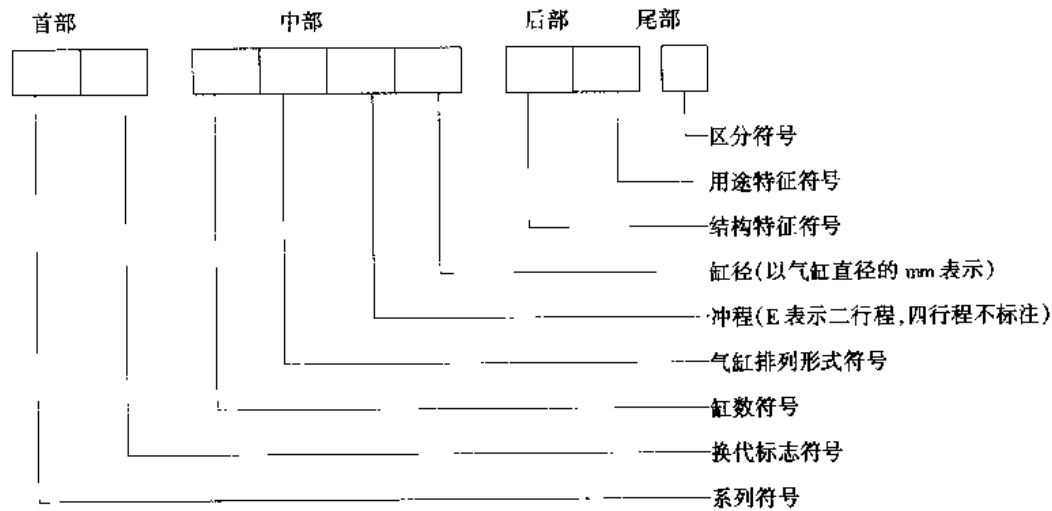 首部 中部 后部 尾部
区分符号
用途特征符号
结构特征符号
缸径(以气缸直径的 mm 表示)
冲程(E表示二行程,四行程不标注)
气缸排列形式符号
缸数符号
换代标志符号
系列符号